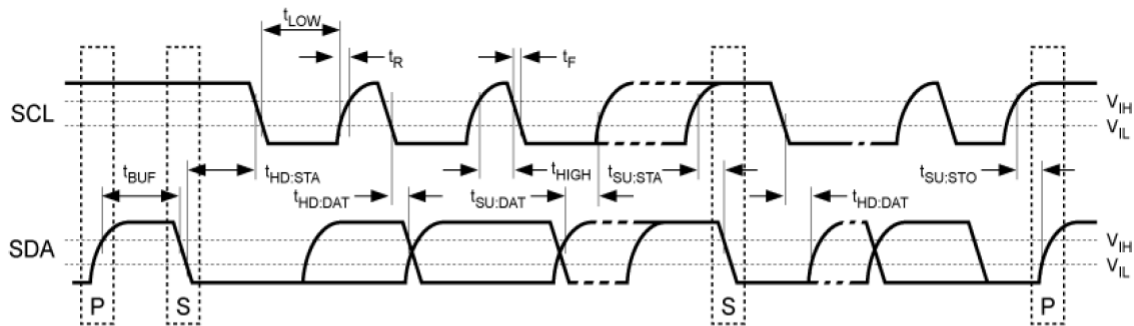 tLOW
tR
tF
SCL
VIH
VIL
tBUF
tHD:STA
tHD:DAT
tSU:DAT
tHIGH
tSU:STA
tHD:DAT
tSU:STO
SDA
VIH
VIL
P
S
S
P